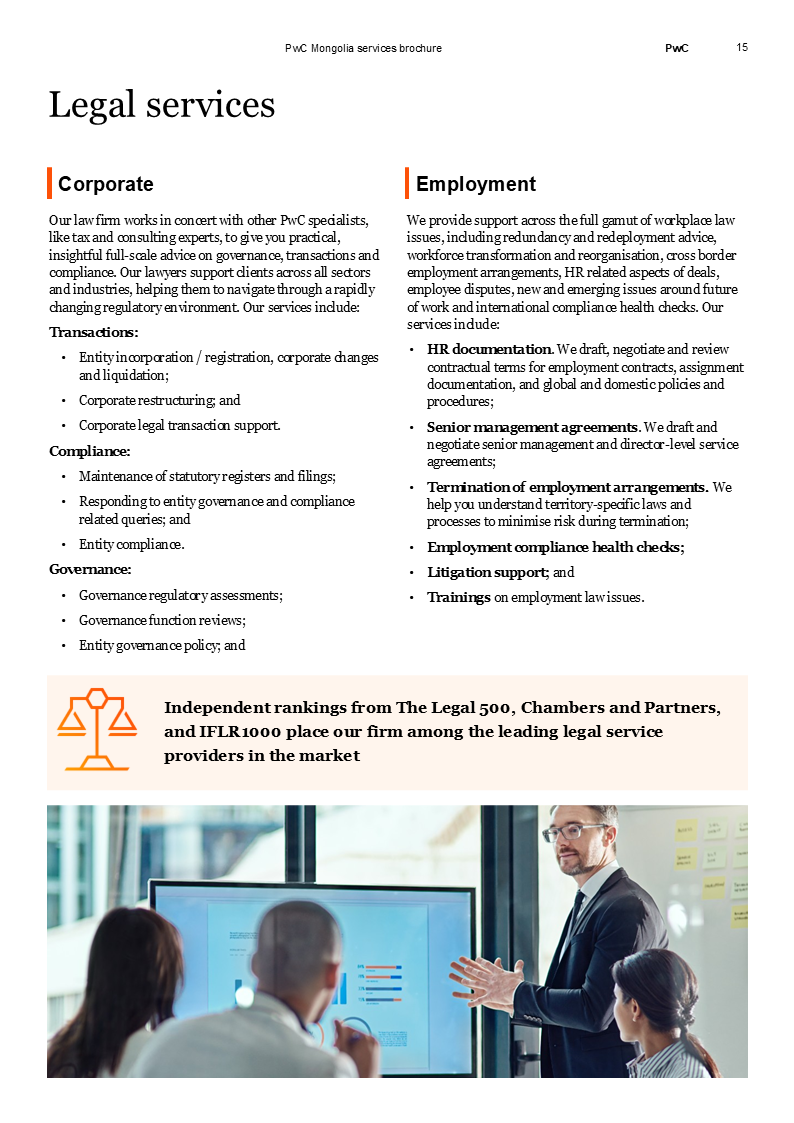 PwC Mongolia services brochure
PwC
15
Legal services
Corporate
Our law firm works in concert with other PwC specialists,
like tax and consulting experts, to give you practical,
insightful full-scale advice on governance, transactions and
compliance. Our lawyers support clients across all sectors
and industries, helping them to navigate through a rapidly
changing regulatory environment. Our services include:
Transactions:
• Entity incorporation / registration, corporate changes
and liquidation;
• Corporate restructuring; and
• Corporate legal transaction support.
Compliance:
• Maintenance of statutory registers and filings;
• Responding to entity governance and compliance
related queries; and
• Entity compliance.
Governance:
• Governance regulatory assessments;
• Governance function reviews;
• Entity governance policy; and
Employment
We provide support across the full gamut of workplace law
issues, including redundancy and redeployment advice,
workforce transformation and reorganisation, cross border
employment arrangements, HR related aspects of deals,
employee disputes, new and emerging issues around future
of work and international compliance health checks. Our
services include:
• HR documentation. We draft, negotiate and review
contractual terms for employment contracts, assignment
documentation, and global and domestic policies and
procedures;
• Senior management agreements. We draft and
negotiate senior management and director-level service
agreements;
• Termination of employment arrangements. We
help you understand territory-specific laws and
processes to minimise risk during termination;
• Employment compliance health checks;
• Litigation support; and
• Trainings on employment law issues.
Independent rankings from The Legal 500, Chambers and Partners,
and IFLR1000 place our firm among the leading legal service
providers in the market